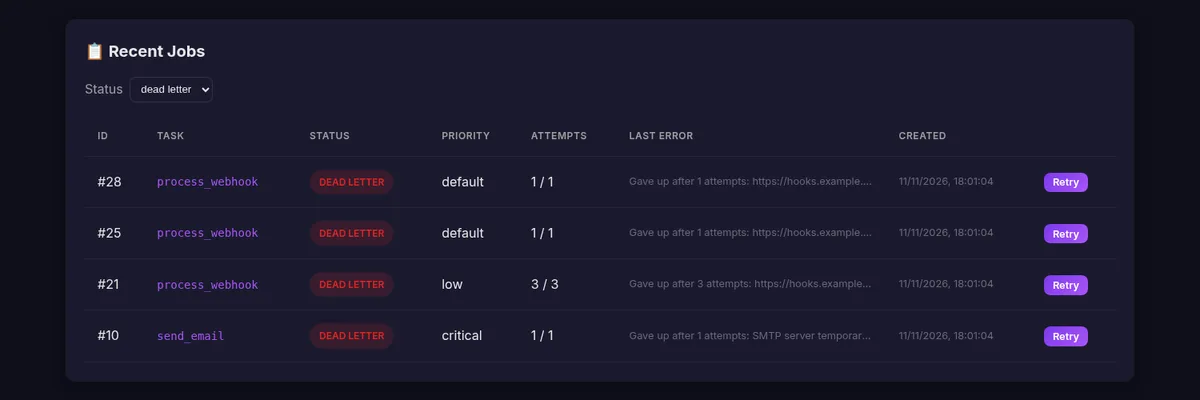 📋 Recent Jobs
Status dead letter
ID TASK STATUS PRIORITY ATTEMPTS LAST ERROR CREATED
#28 process_webhook DEAD LETTER default 1 / 1 Gave up after 1 attempts: https://hooks.example.... 11/11/2026, 18:01:04 Retry
#25 process_webhook DEAD LETTER default 1 / 1 Gave up after 1 attempts: https://hooks.example.... 11/11/2026, 18:01:04 Retry
#21 process_webhook DEAD LETTER low 3 / 3 Gave up after 3 attempts: https://hooks.example... 11/11/2026, 18:01:04 Retry
#10 send_email DEAD LETTER critical 1 / 1 Gave up after 1 attempts: SMTP server temporar... 11/11/2026, 18:01:04 Retry